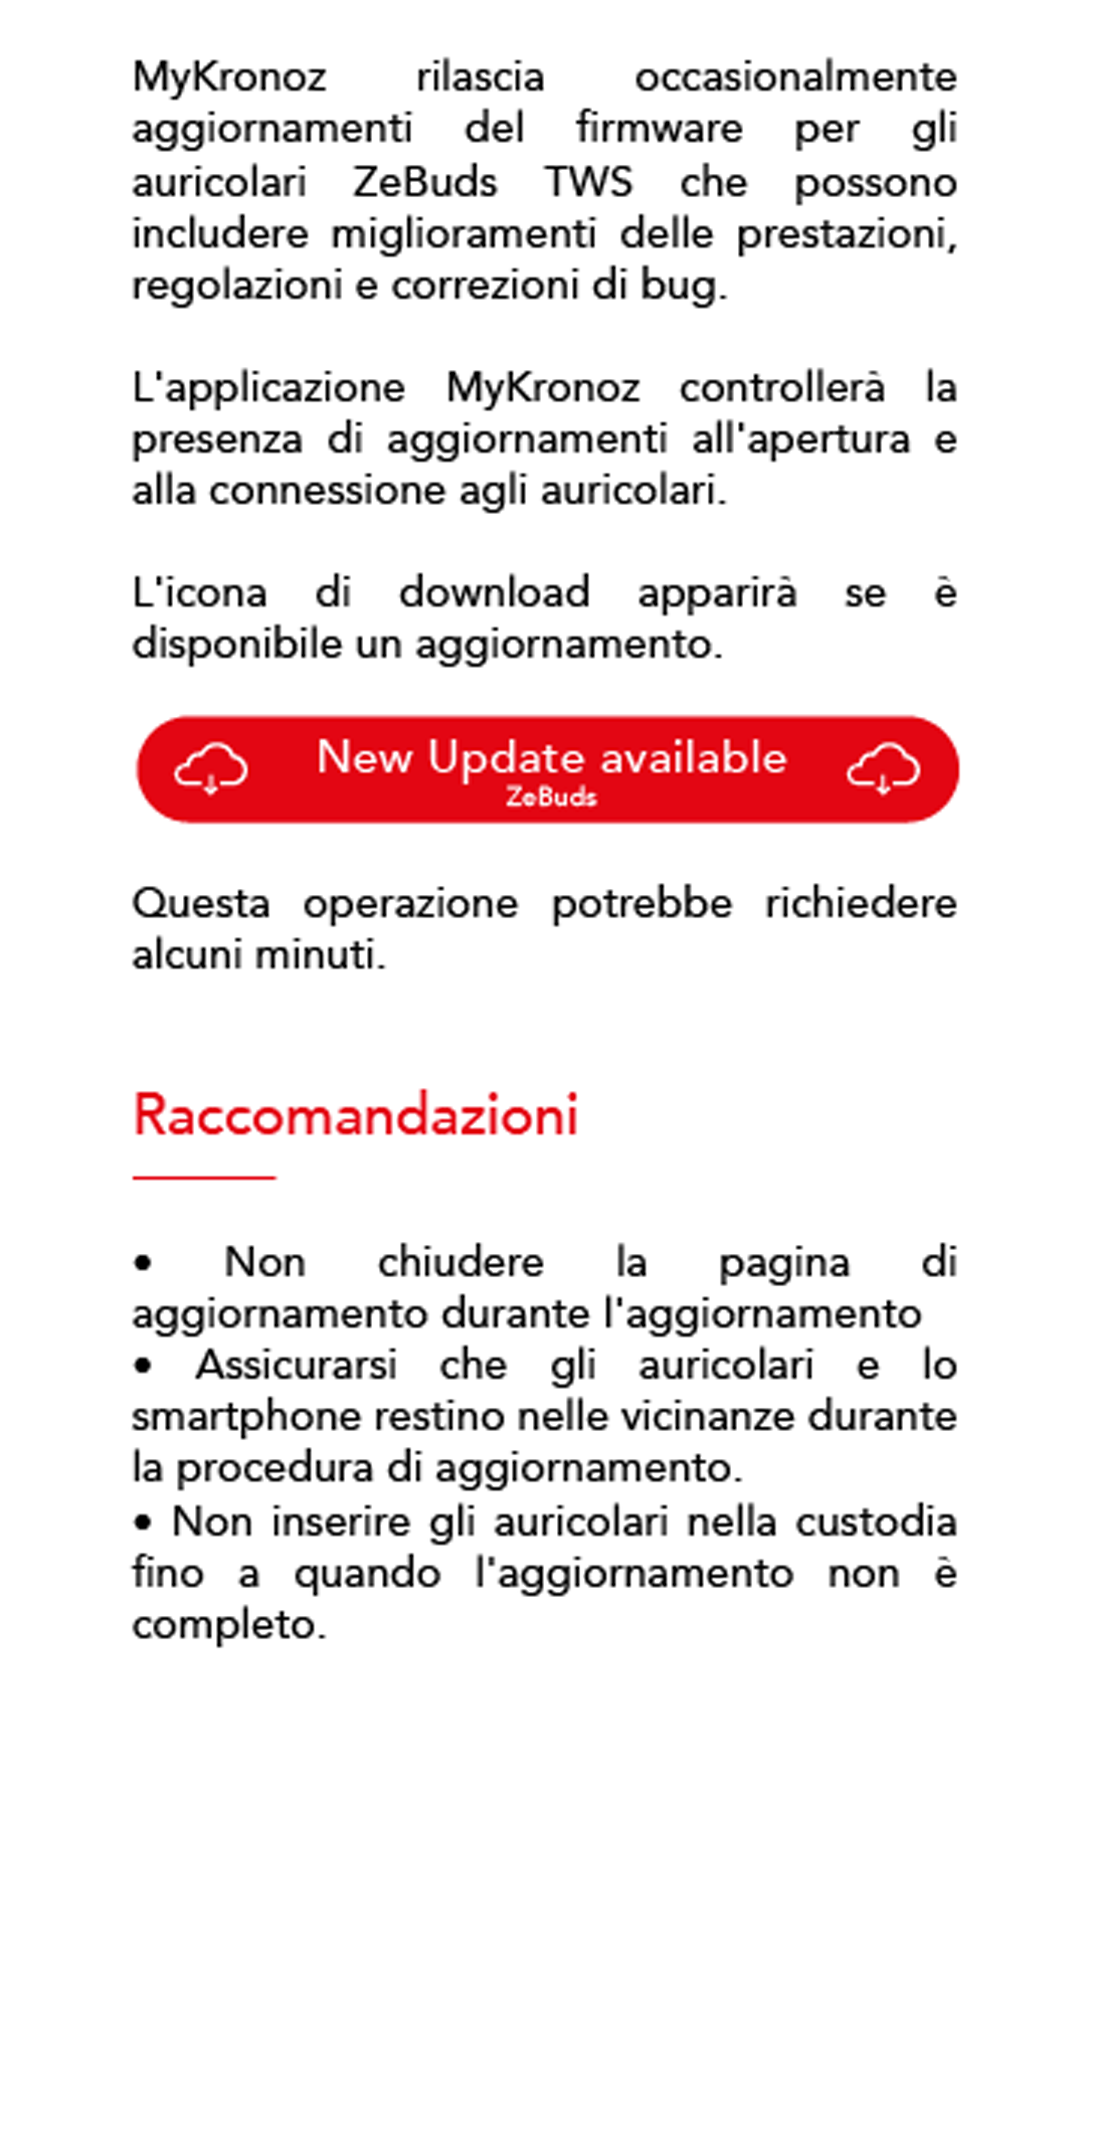 MyKronoz rilascia occasionalmente
aggiornamenti del firmware per gli
auricolari ZeBuds TWS che possono
includere miglioramenti delle prestazioni,
regolazioni e correzioni di bug.
L'applicazione MyKronoz controllerà la
presenza di aggiornamenti all'apertura e
alla connessione agli auricolari.
L'icona di download apparirà se è
disponibile un aggiornamento.
New Update available
ZeBuds
Questa operazione potrebbe richiedere
alcuni minuti.
Raccomandazioni
• Non chiudere la pagina di
aggiornamento durante l'aggiornamento
• Assicurarsi che gli auricolari e lo
smartphone restino nelle vicinanze durante
la procedura di aggiornamento.
• Non inserire gli auricolari nella custodia
fino a quando l'aggiornamento non è
completo.